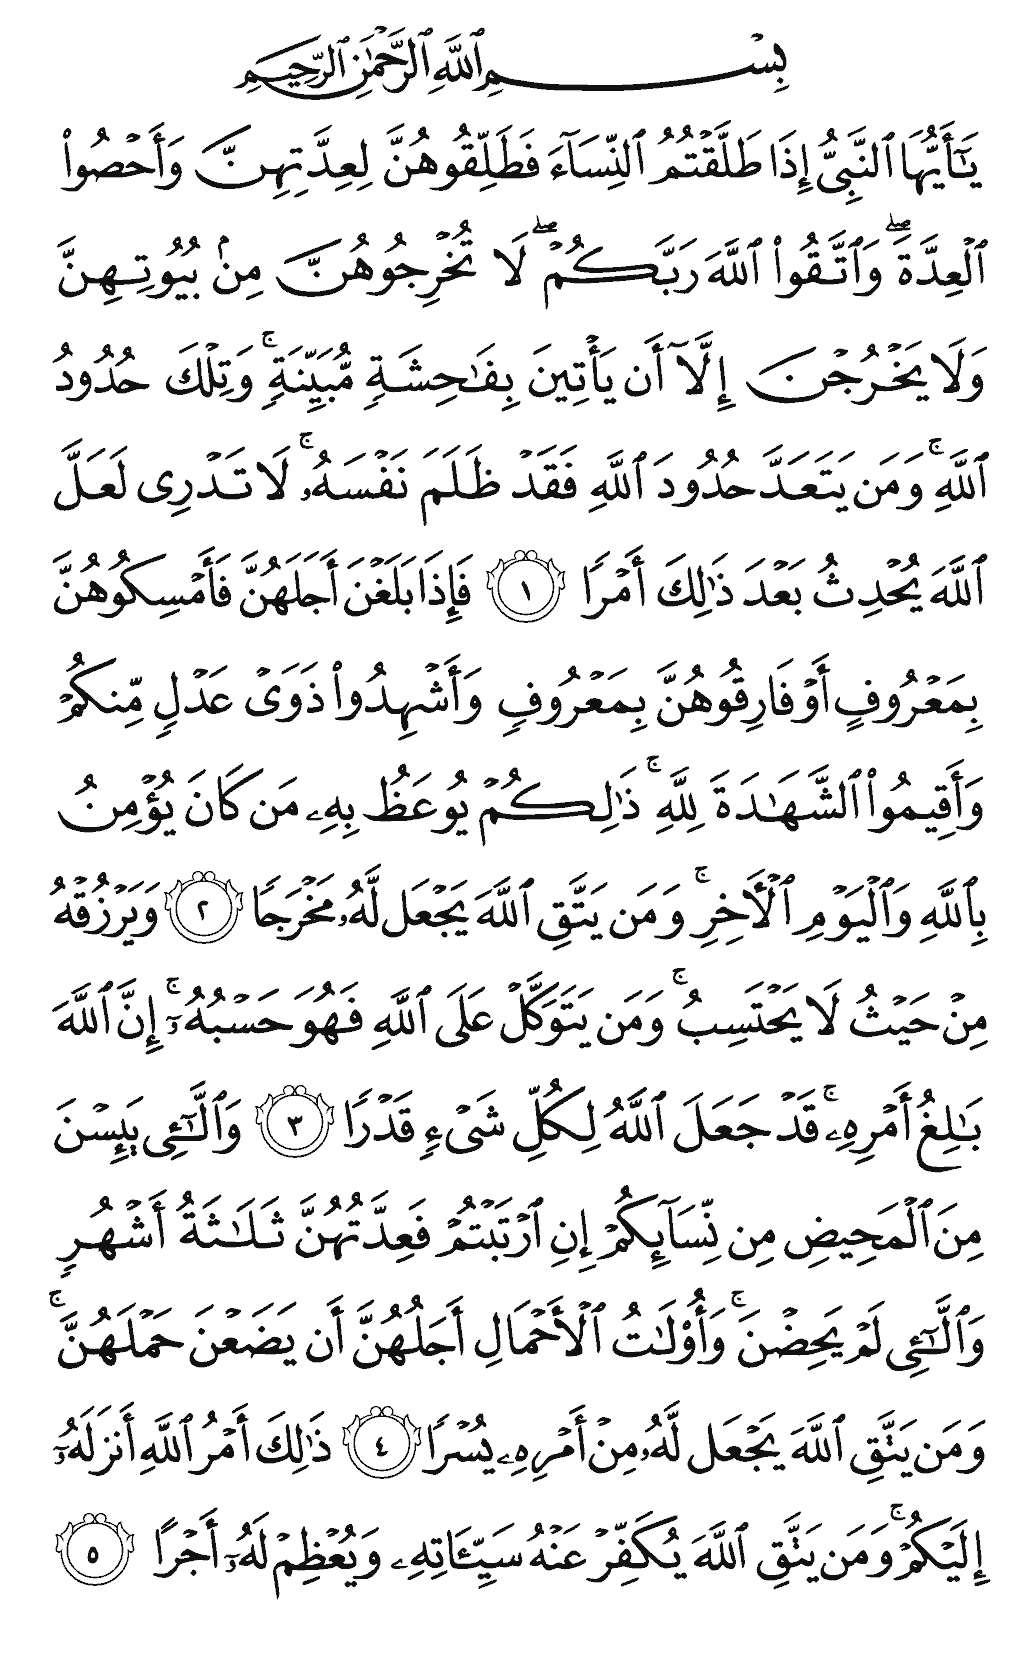 بِسۡمِ ٱللَّهِ ٱلرَّحۡمَٰنِ ٱلرَّحِيمِ
يَٰٓأَيُّهَا ٱلنَّبِيُّ إِذَا طَلَّقۡتُمُ ٱلنِّسَآءَ فَطَلِّقُوهُنَّ لِعِدَّتِهِنَّ وَأَحۡصُواْ
ٱلۡعِدَّةَۖ وَٱتَّقُواْ ٱللَّهَ رَبَّكُمۡۖ لَا تُخۡرِجُوهُنَّ مِنۢ بُيُوتِهِنَّ
وَلَا يَخۡرُجۡنَ إِلَّآ أَن يَأۡتِينَ بِفَٰحِشَةٖ مُّبَيِّنَةٖۚ وَتِلۡكَ حُدُودُ
ٱللَّهِۚ وَمَن يَتَعَدَّ حُدُودَ ٱللَّهِ فَقَدۡ ظَلَمَ نَفۡسَهُۥۚ لَا تَدۡرِي لَعَلَّ
ٱللَّهَ يُحۡدِثُ بَعۡدَ ذَٰلِكَ أَمۡرٗا ١ فَإِذَا بَلَغۡنَ أَجَلَهُنَّ فَأَمۡسِكُوهُنَّ
بِمَعۡرُوفٍ أَوۡ فَارِقُوهُنَّ بِمَعۡرُوفٖ وَأَشۡهِدُواْ ذَوَيۡ عَدۡلٖ مِّنكُمۡ
وَأَقِيمُواْ ٱلشَّهَٰدَةَ لِلَّهِۚ ذَٰلِكُمۡ يُوعَظُ بِهِۦ مَن كَانَ يُؤۡمِنُ
بِٱللَّهِ وَٱلۡيَوۡمِ ٱلۡأٓخِرِۚ وَمَن يَتَّقِ ٱللَّهَ يَجۡعَل لَّهُۥ مَخۡرَجٗا ٢ وَيَرۡزُقۡهُ
مِنۡ حَيۡثُ لَا يَحۡتَسِبُۚ وَمَن يَتَوَكَّلۡ عَلَى ٱللَّهِ فَهُوَ حَسۡبُهُۥٓۚ إِنَّ ٱللَّهَ
بَٰلِغُ أَمۡرِهِۦۚ قَدۡ جَعَلَ ٱللَّهُ لِكُلِّ شَيۡءٖ قَدۡرٗا ٣ وَٱلَّٰٓـِٔي يَئِسۡنَ
مِنَ ٱلۡمَحِيضِ مِن نِّسَآئِكُمۡ إِنِ ٱرۡتَبۡتُمۡ فَعِدَّتُهُنَّ ثَلَٰثَةُ أَشۡهُرٖ
وَٱلَّٰٓـِٔي لَمۡ يَحِضۡنَۚ وَأُوْلَٰتُ ٱلۡأَحۡمَالِ أَجَلُهُنَّ أَن يَضَعۡنَ حَمۡلَهُنَّۚ
وَمَن يَتَّقِ ٱللَّهَ يَجۡعَل لَّهُۥ مِنۡ أَمۡرِهِۦ يُسۡرٗا ٤ ذَٰلِكَ أَمۡرُ ٱللَّهِ أَنزَلَهُۥٓ
إِلَيۡكُمۡۚ وَمَن يَتَّقِ ٱللَّهَ يُكَفِّرۡ عَنۡهُ سَيِّـَٔاتِهِۦ وَيُعۡظِمۡ لَهُۥٓ أَجۡرًا ٥